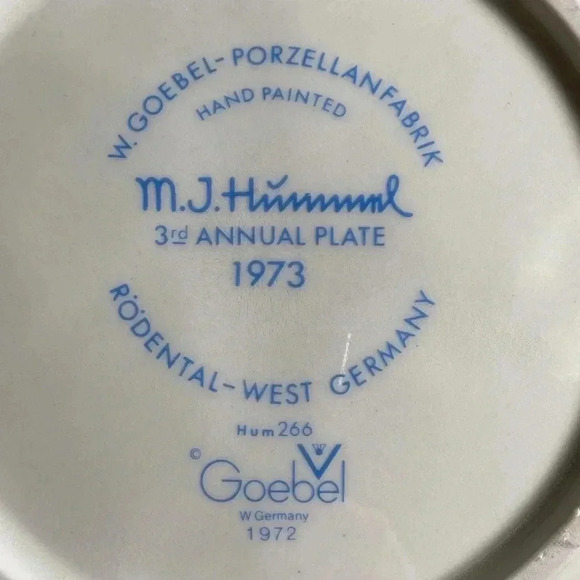 W. GOEBEL-PORZELLANFABRIK
HAND PAINTED
M.J.Hummel
3rd ANNUAL PLATE
1973
RÖDENTAL-WEST GERMANY
Hum 266
© Goebel
W Germany
1972